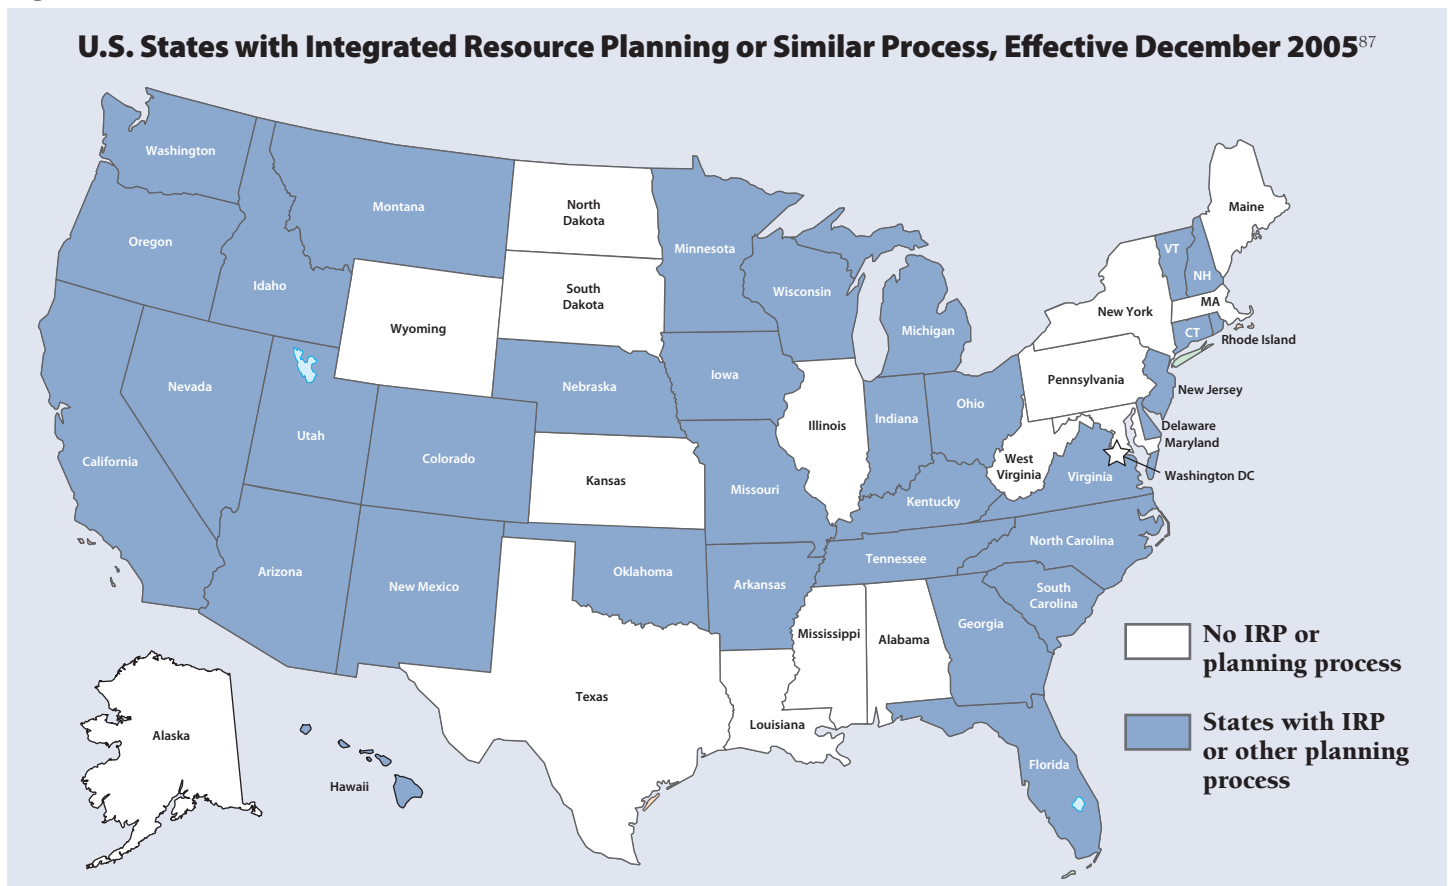 U.S. States with Integrated Resource Planning or Similar Process, Effective December 200587
Washington
Oregon
Idaho
Montana
North
Dakota
South
Dakota
Minnesota
Wisconsin
Michigan
Wyoming
Nevada
Utah
California
Colorado
Nebraska
Iowa
Kansas
Missouri
Illinois
Indiana
Ohio
West
Virginia
Virginia
Kentucky
Tennessee
North Carolina
South
Carolina
Georgia
Alabama
Mississippi
Arkansas
Oklahoma
New Mexico
Arizona
Texas
Louisiana
Florida
Alaska
Hawaii
Maine
VT
NH
MA
New York
CT
Rhode Island
Pennsylvania
New Jersey
Delaware
Maryland
Washington DC
No IRP or
planning process
States with IRP
or other planning
process